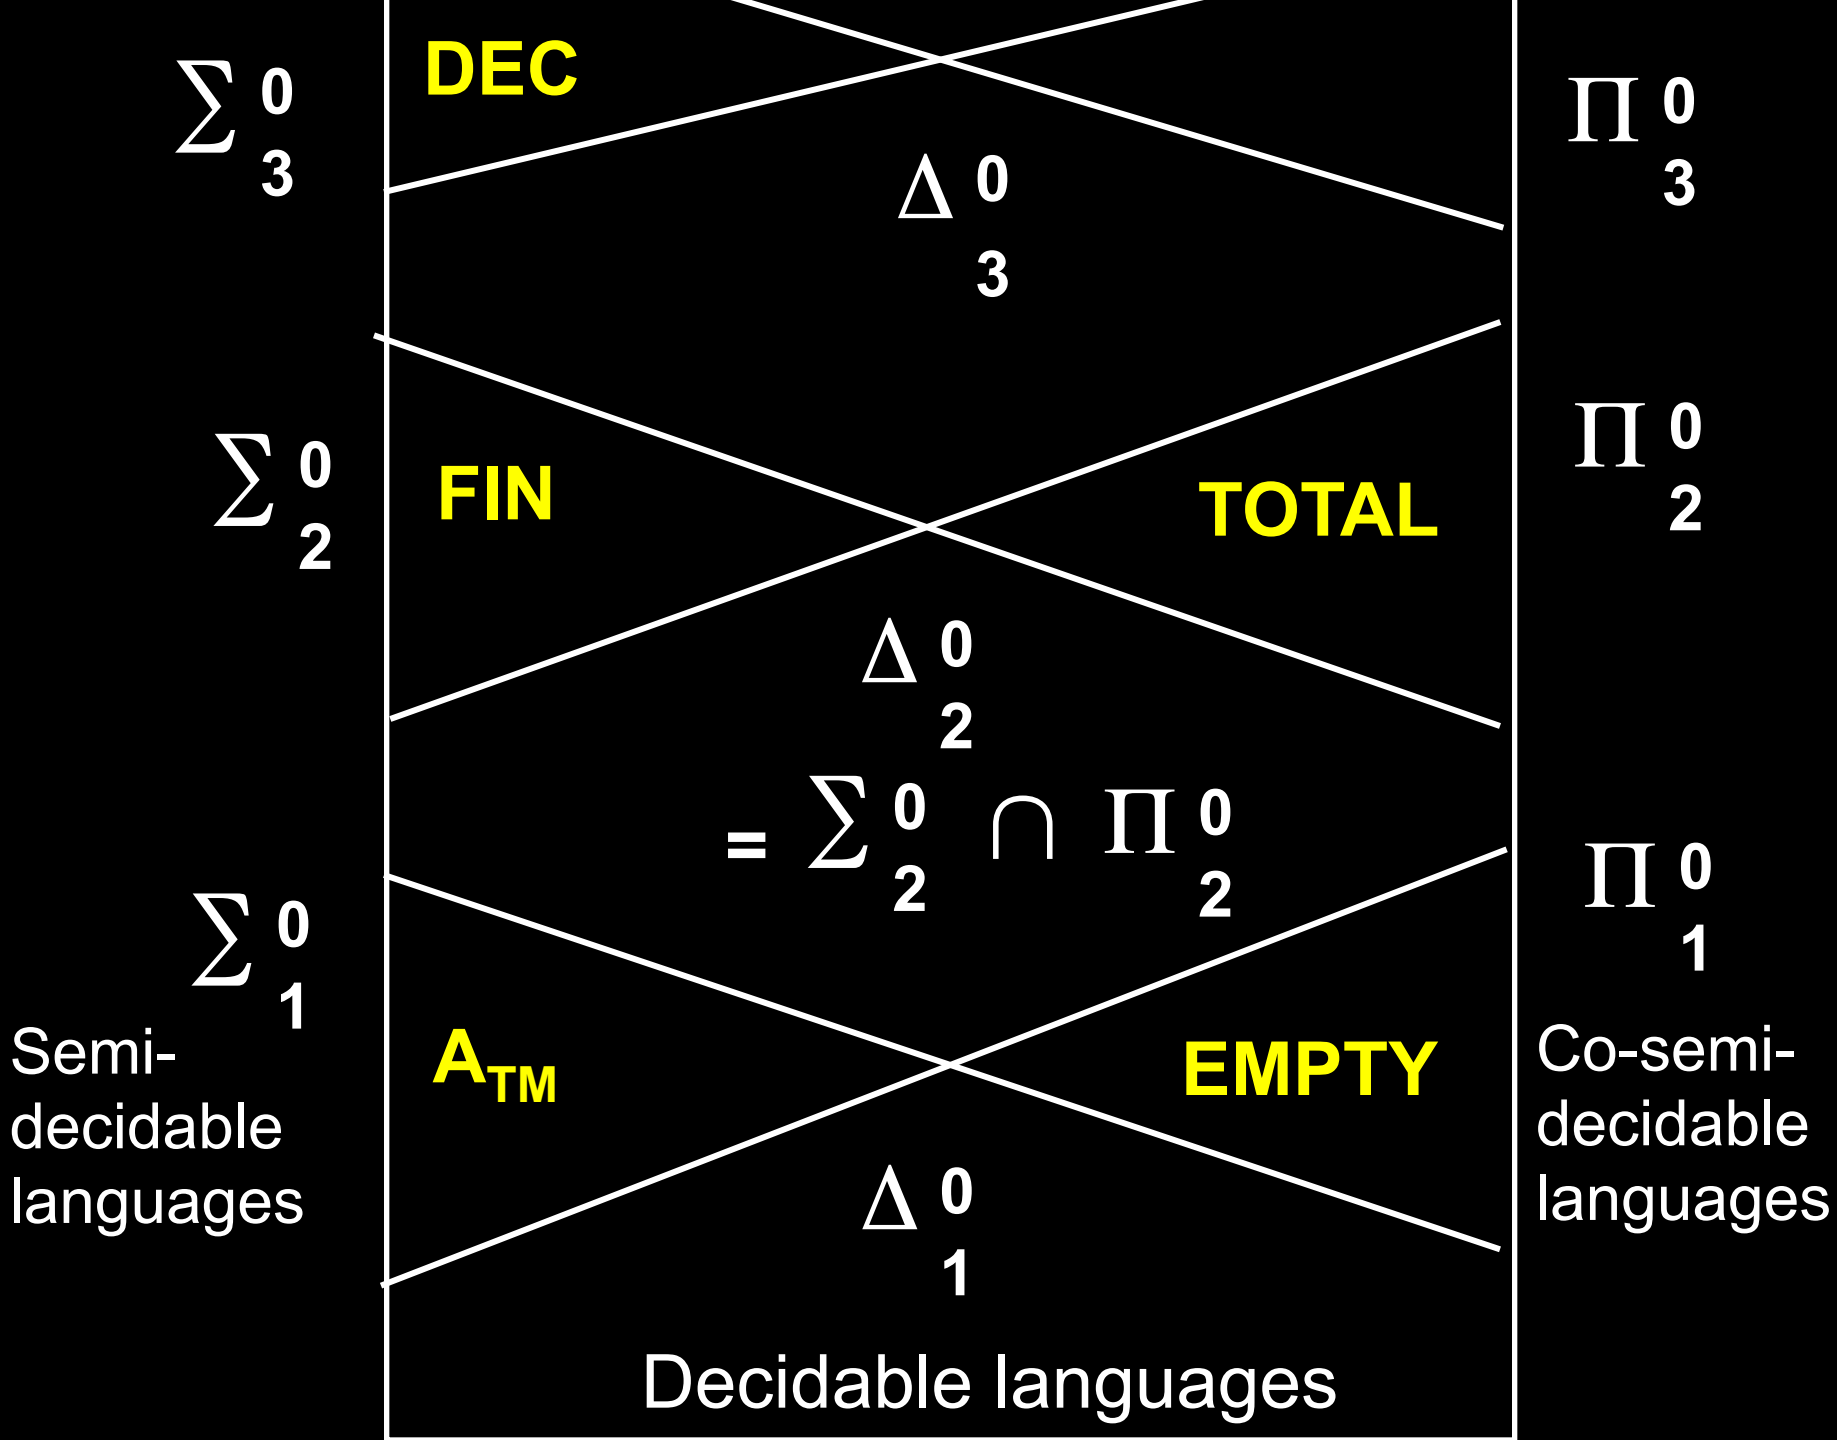 DEC
∑ 0 3
Π 0 3
Δ 0 3
∑ 0 2
FIN
TOTAL
Π 0 2
Δ 0 2
= ∑ 0 2 ∩ Π 0 2
∑ 0 1
Π 0 1
Semi-
decidable
languages
A_TM
EMPTY
Co-semi-
decidable
languages
Δ 0 1
Decidable languages